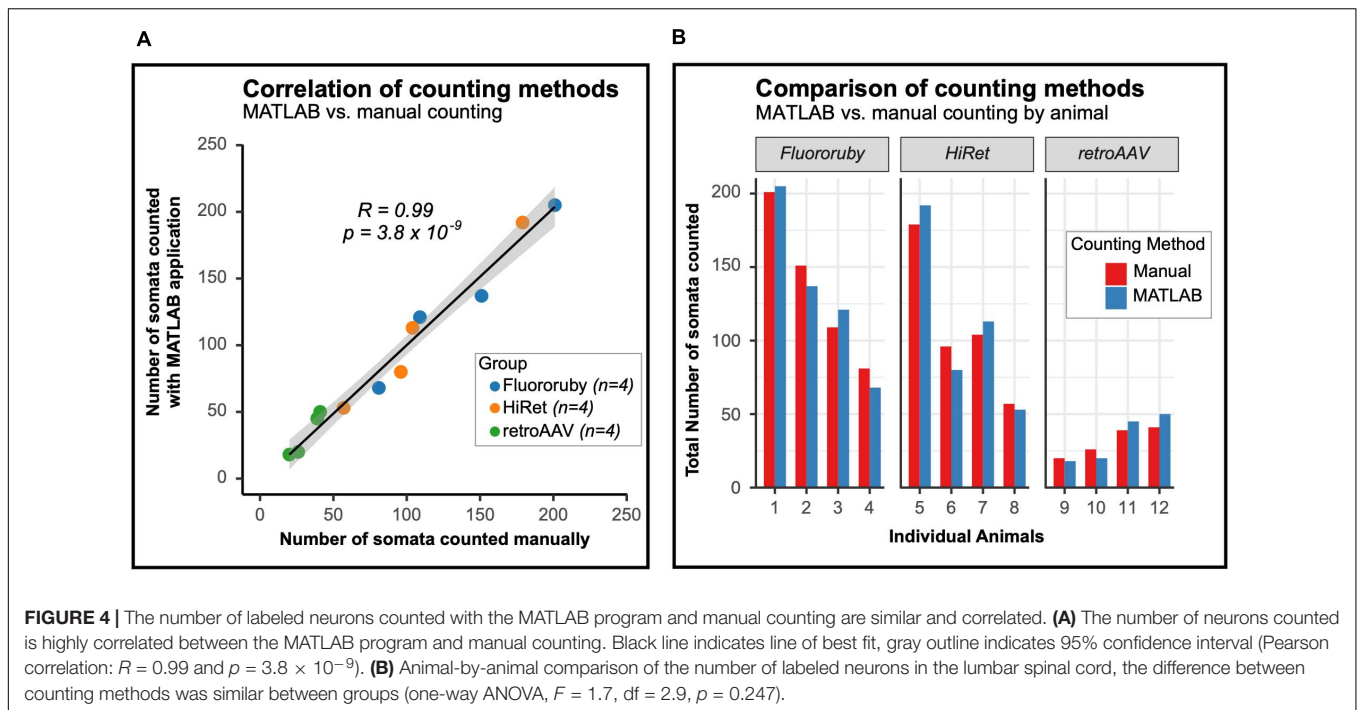 A
Correlation of counting methods
MATLAB vs. manual counting
250
200
150
100
50
0
Number of somata counted
with MATLAB application
R = 0.99
p = 3.8 x 10⁻⁹
Group
Fluororuby (n=4)
HiRet (n=4)
retroAAV (n=4)
0 50 100 150 200 250
Number of somata counted manually
B
Comparison of counting methods
MATLAB vs. manual counting by animal
Fluororuby HiRet retroAAV
200
150
100
50
0
Total Number of somata counted
Counting Method
Manual
MATLAB
1 2 3 4 5 6 7 8 9 10 11 12
Individual Animals
FIGURE 4 | The number of labeled neurons counted with the MATLAB program and manual counting are similar and correlated. (A) The number of neurons counted
is highly correlated between the MATLAB program and manual counting. Black line indicates line of best fit, gray outline indicates 95% confidence interval (Pearson
correlation: R = 0.99 and p = 3.8 × 10⁻⁹). (B) Animal-by-animal comparison of the number of labeled neurons in the lumbar spinal cord, the difference between
counting methods was similar between groups (one-way ANOVA, F = 1.7, df = 2.9, p = 0.247).